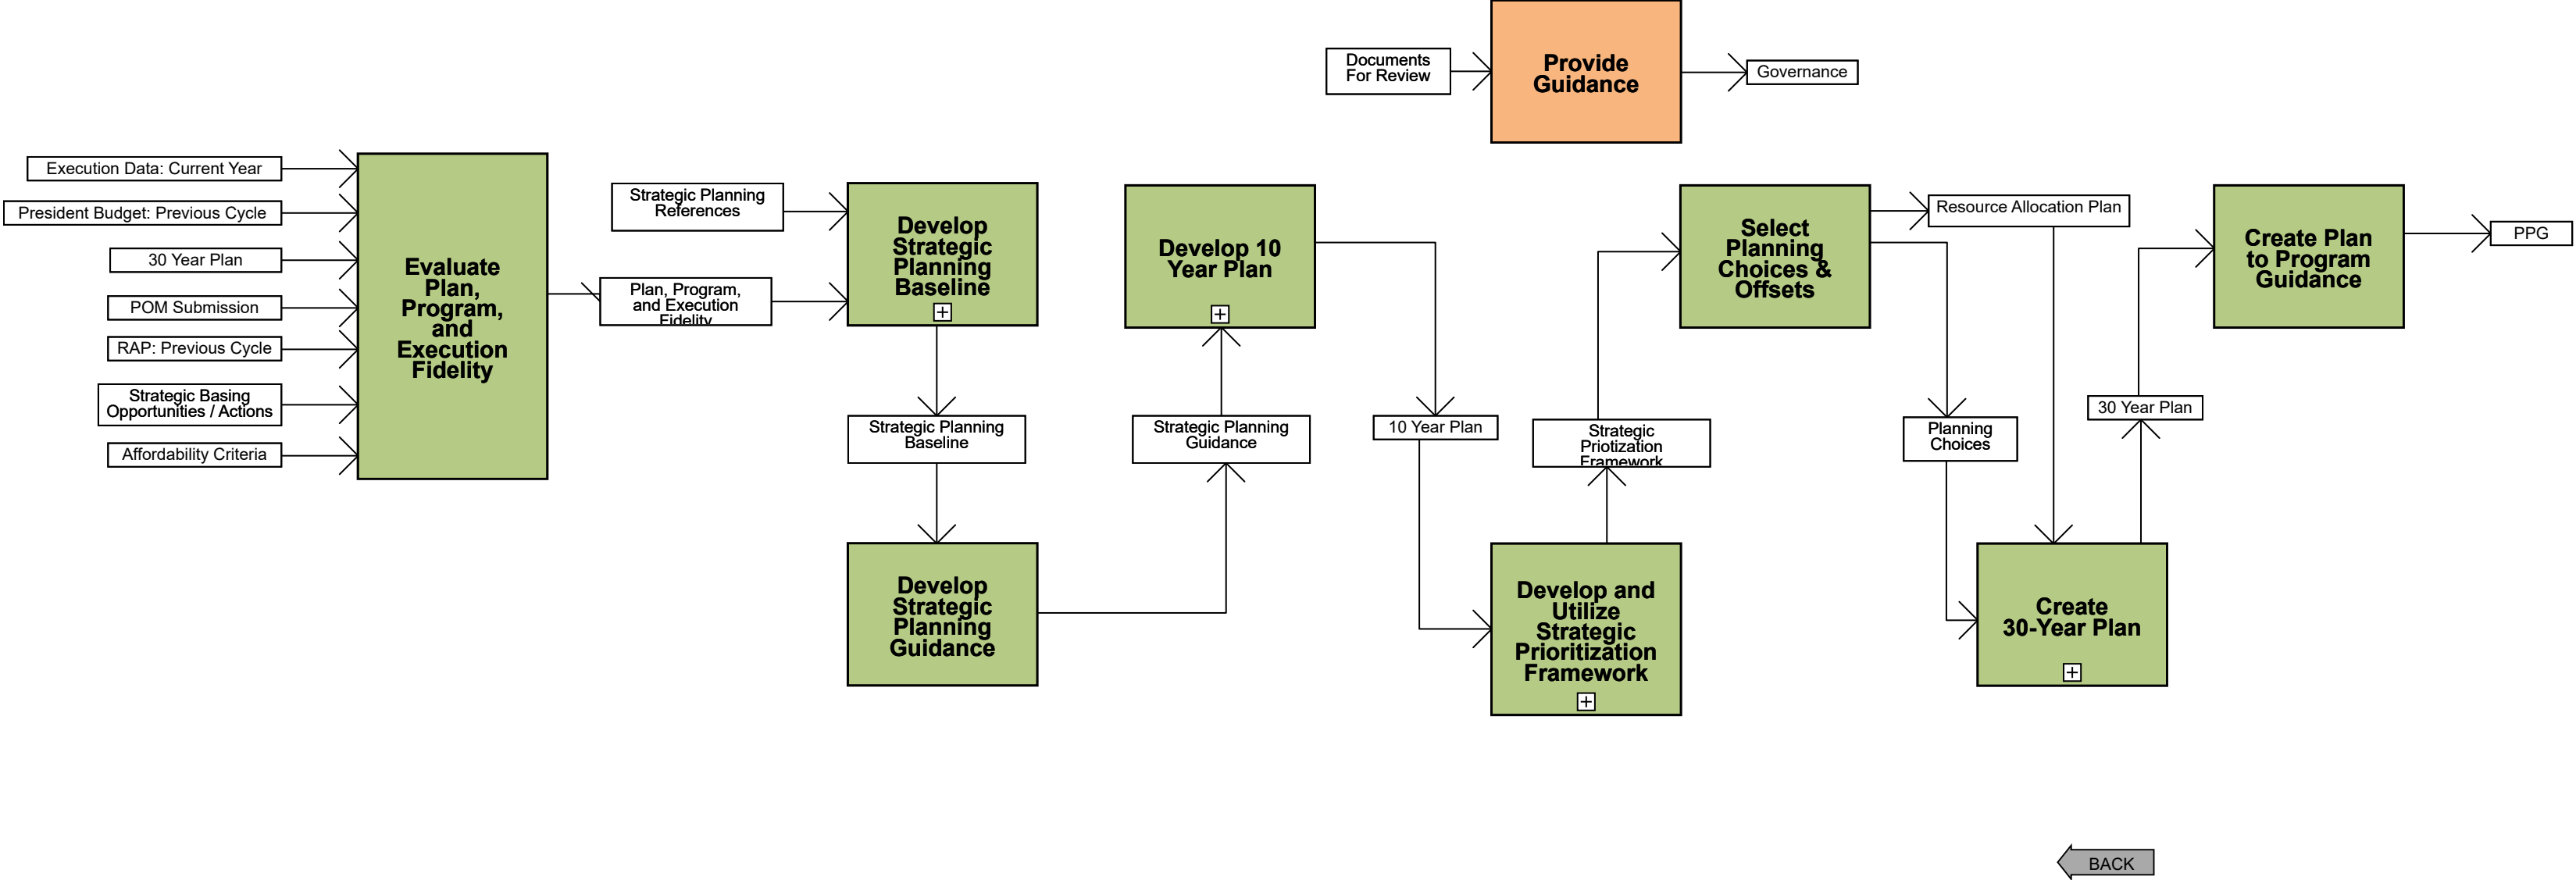 Documents
For Review
Provide
Guidance
Governance
Execution Data: Current Year
President Budget: Previous Cycle
30 Year Plan
POM Submission
RAP: Previous Cycle
Strategic Basing
Opportunities / Actions
Affordability Criteria
Evaluate
Plan,
Program,
and
Execution
Fidelity
Strategic Planning
References
Plan, Program,
and Execution
Fidelity
Develop
Strategic
Planning
Baseline
Strategic Planning
Baseline
Develop
Strategic
Planning
Guidance
Strategic Planning
Guidance
Develop 10
Year Plan
10 Year Plan
Develop and
Utilize
Strategic
Prioritization
Framework
Strategic
Priotization
Framework
Select
Planning
Choices &
Offsets
Resource Allocation Plan
Planning
Choices
Create
30-Year Plan
30 Year Plan
Create Plan
to Program
Guidance
PPG
BACK